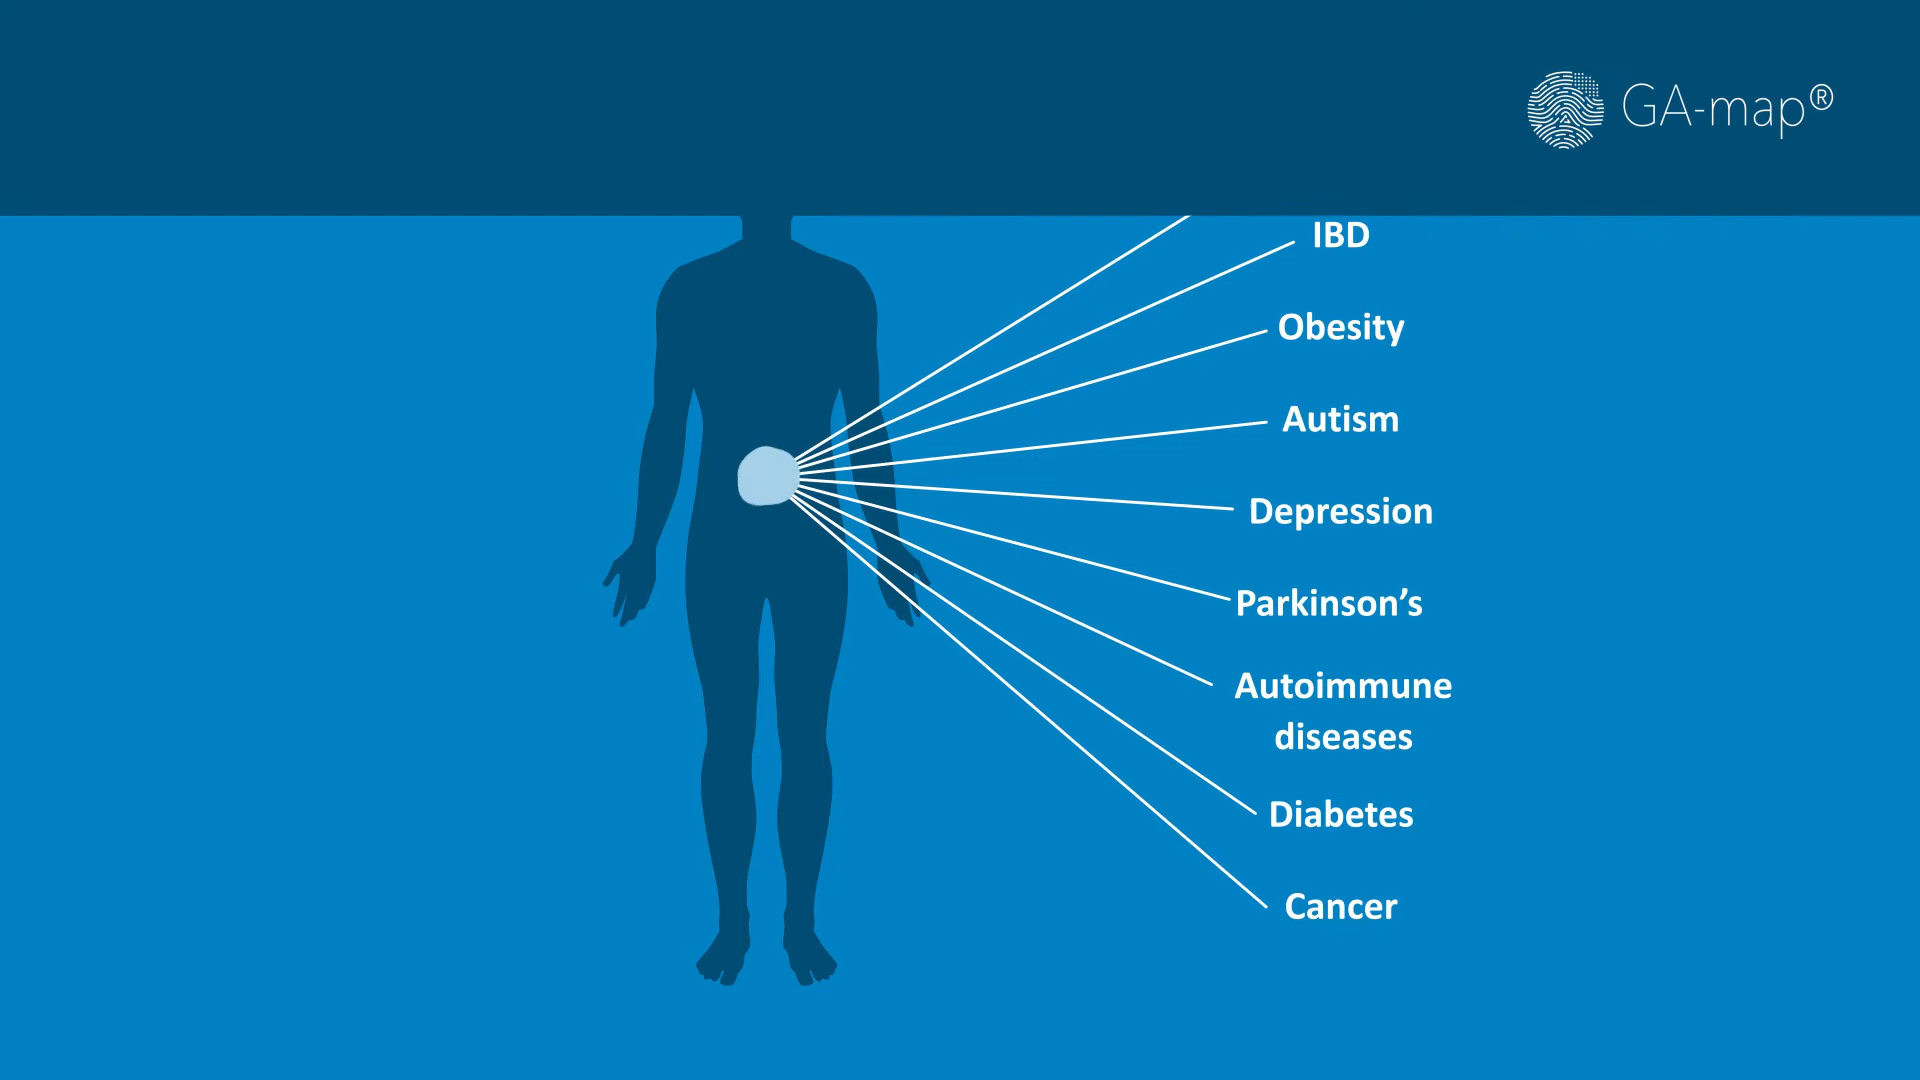 GA-map®
IBD
Obesity
Autism
Depression
Parkinson’s
Autoimmune
diseases
Diabetes
Cancer